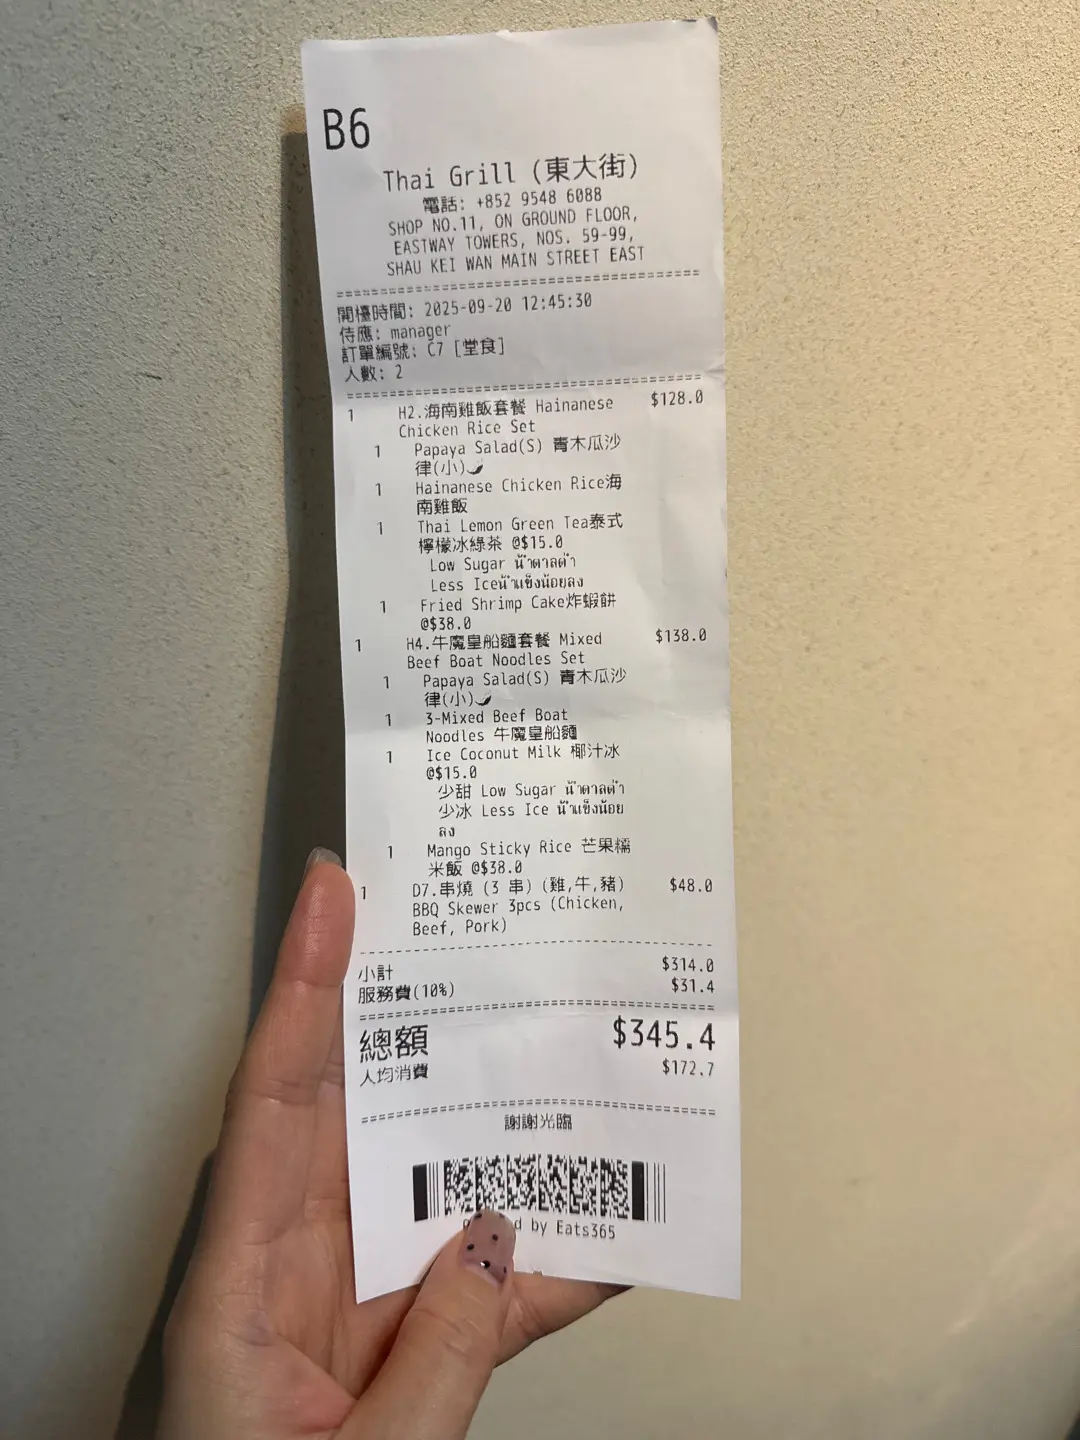 B6
Thai Grill (東大街)
電話: +852 9548 6088
SHOP NO.11, ON GROUND FLOOR,
EASTWAY TOWERS, NOS. 59-99,
SHAU KEI WAN MAIN STREET EAST
開檯時間: 2025-09-20 12:45:30
侍應: manager
訂單編號: C7 [堂食]
人數: 2
1 H2.海南雞飯套餐 Hainanese $128.0
Chicken Rice Set
1 Papaya Salad(S) 青木瓜沙
律(小)🌶
1 Hainanese Chicken Rice海
南雞飯
1 Thai Lemon Green Tea泰式
檸檬冰綠茶 @$15.0
Low Sugar น้ำตาลต่ำ
Less Iceน้ำแข็งน้อยลง
1 Fried Shrimp Cake炸蝦餅
@$38.0
1 H4.牛魔皇船麵套餐 Mixed $138.0
Beef Boat Noodles Set
1 Papaya Salad(S) 青木瓜沙
律(小)🌶
1 3-Mixed Beef Boat
Noodles 牛魔皇船麵
1 Ice Coconut Milk 椰汁冰
@$15.0
少甜 Low Sugar น้ำตาลต่ำ
少冰 Less Ice น้ำแข็งน้อย
ลง
1 Mango Sticky Rice 芒果糯
米飯 @$38.0
1 D7.串燒 (3 串) (雞,牛,豬) $48.0
BBQ Skewer 3pcs (Chicken,
Beef, Pork)
小計 $314.0
服務費(10%) $31.4
總額 $345.4
人均消費 $172.7
謝謝光臨
by Eats365